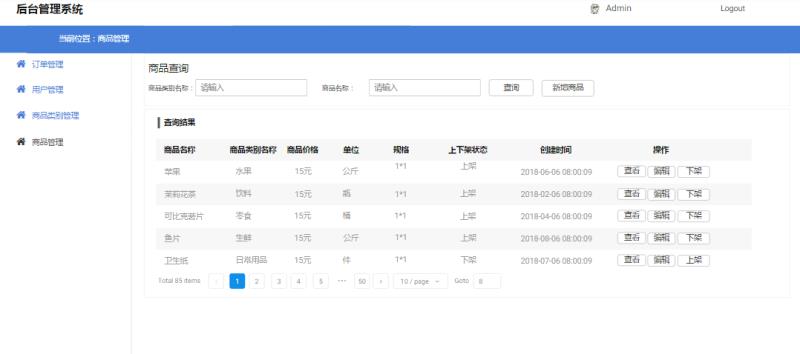 后台管理系统 Admin Logout
当前位置：商品管理
订单管理
用户管理
商品类别管理
商品管理
商品查询
商品类别名称： 请输入 商品名称： 请输入 查询 新增商品
查询结果
商品名称 商品类别名称 商品价格 单位 规格 上下架状态 创建时间 操作
苹果 水果 15元 公斤 1*1 上架 2018-06-06 08:00:09 查看 编辑 下架
茉莉花茶 饮料 15元 瓶 1*1 上架 2018-02-06 08:00:09 查看 编辑 下架
可比克薯片 零食 15元 桶 1*1 上架 2018-04-06 08:00:09 查看 编辑 下架
鱼片 生鲜 15元 公斤 1*1 上架 2018-08-06 08:00:09 查看 编辑 下架
卫生纸 日常用品 15元 件 1*1 下架 2018-07-06 08:00:09 查看 编辑 上架
Total 85 items 1 2 3 4 5 ··· 50 10 / page Goto 8